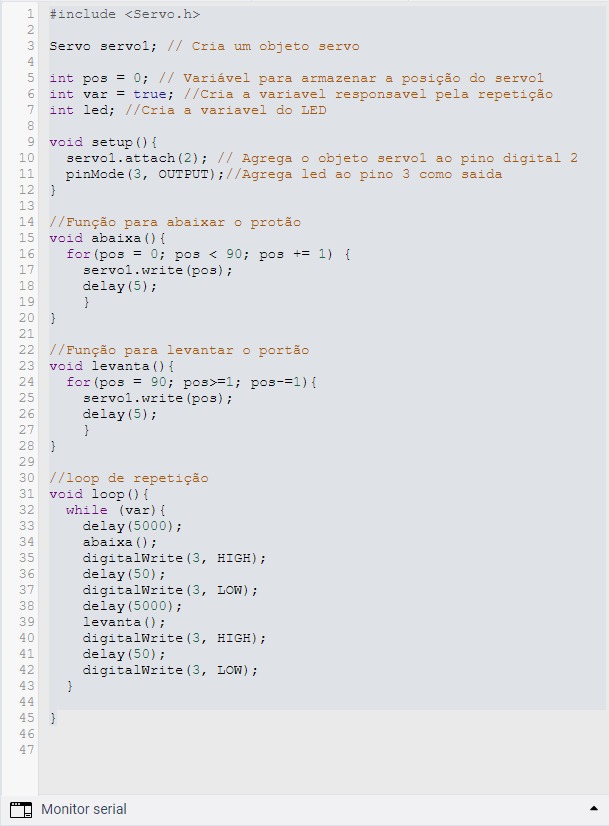 1 #include <Servo.h>
2
3 Servo servo1; // Cria um objeto servo
4
5 int pos = 0; // Variável para armazenar a posição do servo1
6 int var = true; //Cria a variavel responsavel pela repetição
7 int led; //Cria a variavel do LED
8
9 void setup(){
10   servo1.attach(2); // Agrega o objeto servo1 ao pino digital 2
11   pinMode(3, OUTPUT);//Agrega led ao pino 3 como saida
12 }
13
14 //Função para abaixar o protão
15 void abaixa(){
16   for(pos = 0; pos < 90; pos += 1) {
17     servo1.write(pos);
18     delay(5);
19     }
20 }
21
22 //Função para levantar o portão
23 void levanta(){
24   for(pos = 90; pos>=1; pos-=1){
25     servo1.write(pos);
26     delay(5);
27     }
28 }
29
30 //loop de repetição
31 void loop(){
32   while (var){
33     delay(5000);
34     abaixa();
35     digitalWrite(3, HIGH);
36     delay(50);
37     digitalWrite(3, LOW);
38     delay(5000);
39     levanta();
40     digitalWrite(3, HIGH);
41     delay(50);
42     digitalWrite(3, LOW);
43   }
44
45 }
46
47
Monitor serial